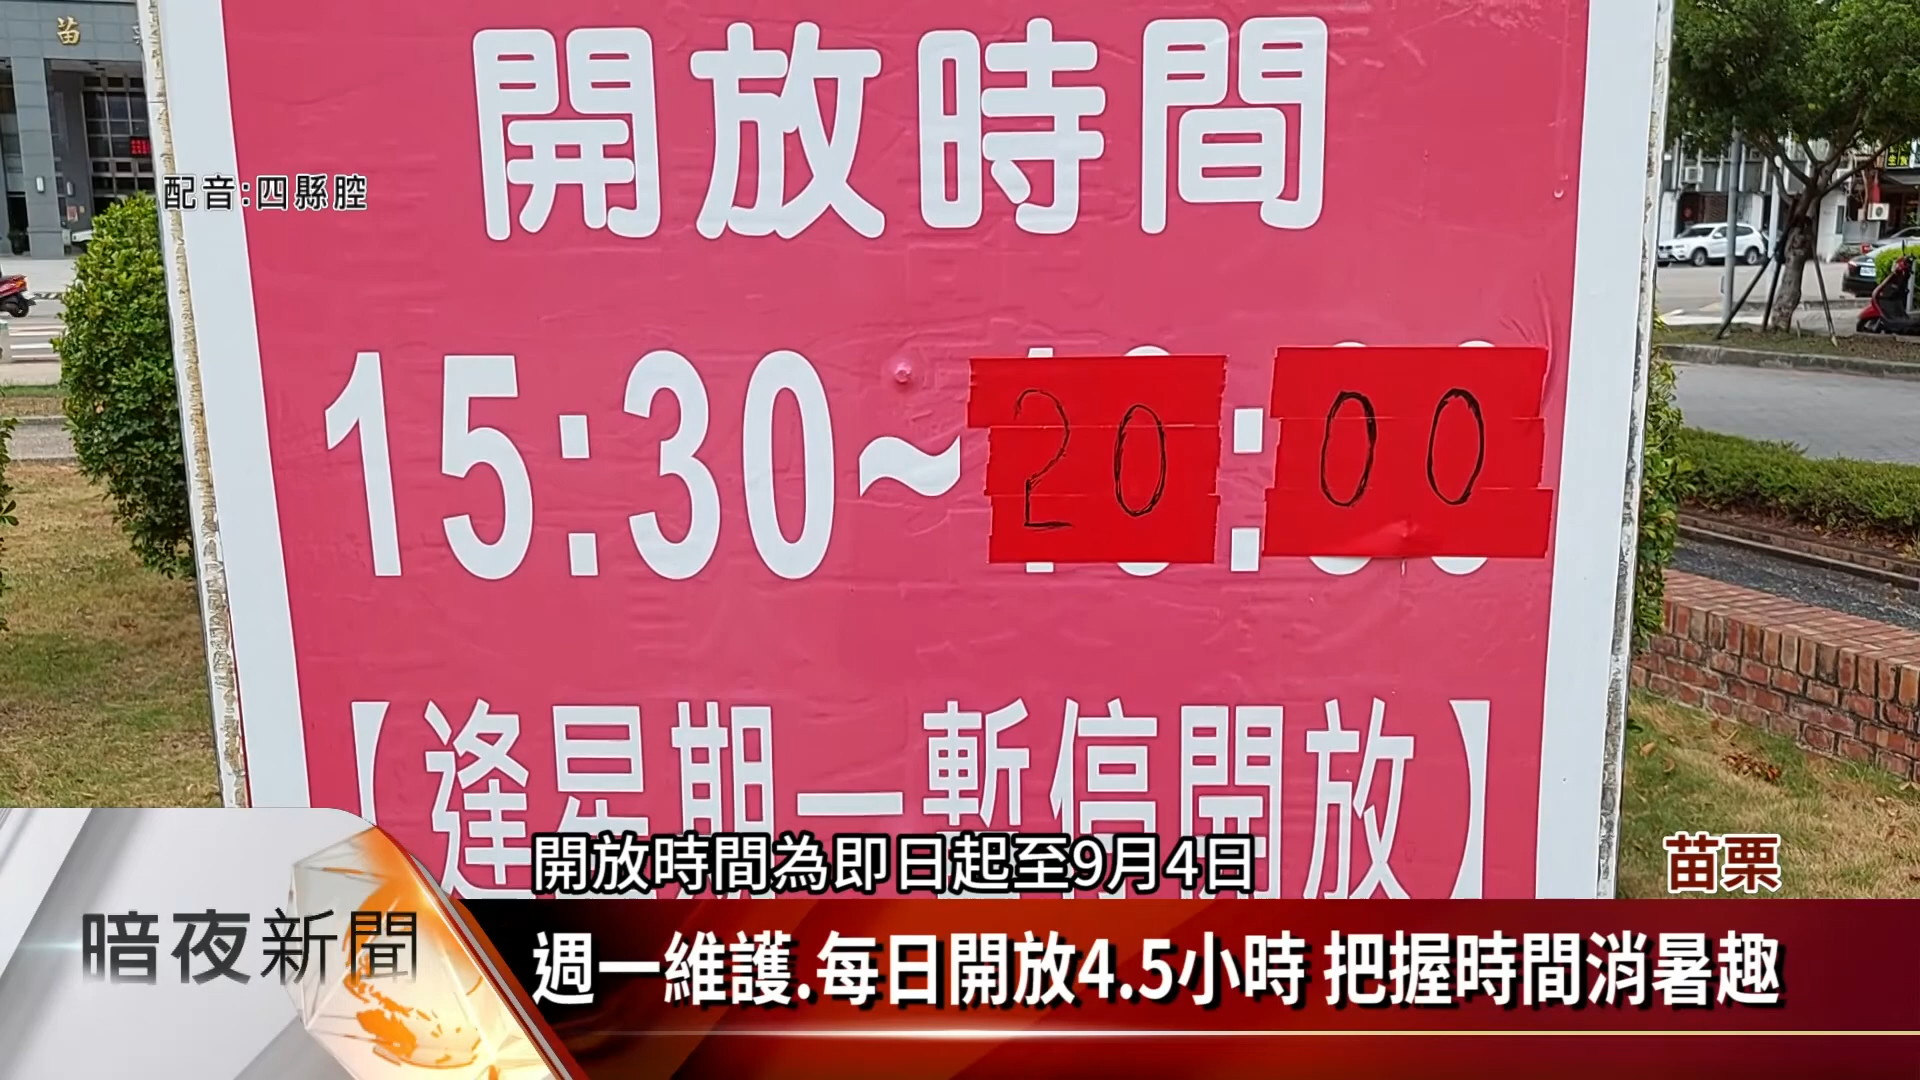 苗
開放時間
配音:四縣腔
15:30~20:00
【逢星期一暫停開放】
開放時間為即日起至9月4日
苗栗
暗夜新聞
週一維護.每日開放4.5小時 把握時間消暑趣